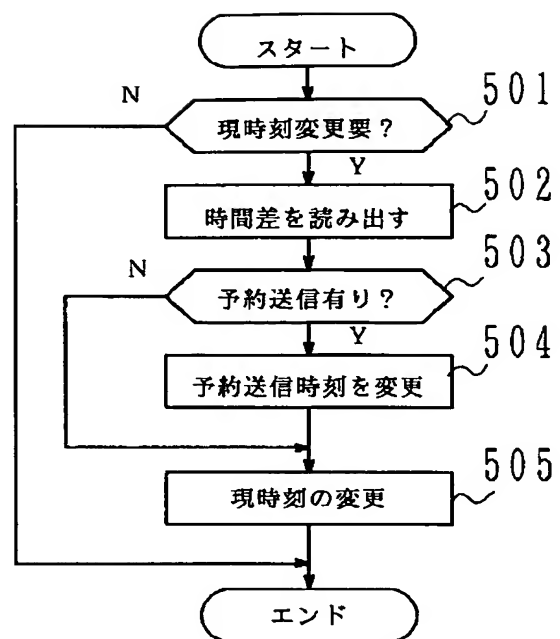 スタート
N
501
現時刻変更要?
Y
502
時間差を読み出す
N
503
予約送信有り?
Y
504
予約送信時刻を変更
505
現時刻の変更
エンド